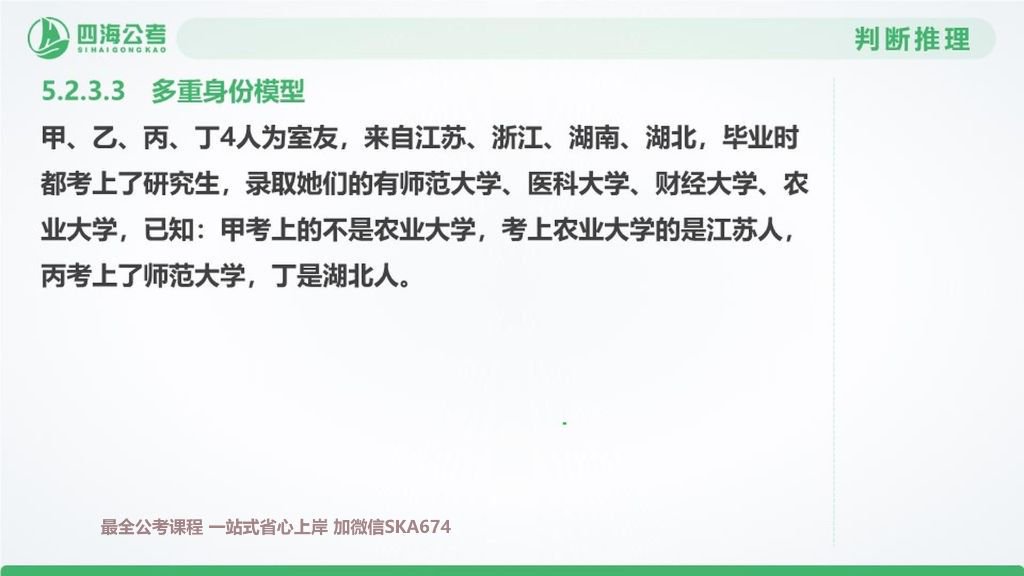 四海公考
SIHAIGONGKAO
判断推理
5.2.3.3 多重身份模型
甲、乙、丙、丁4人为室友，来自江苏、浙江、湖南、湖北，毕业时
都考上了研究生，录取她们的有师范大学、医科大学、财经大学、农
业大学，已知：甲考上的不是农业大学，考上农业大学的是江苏人，
丙考上了师范大学，丁是湖北人。
最全公考课程 一站式省心上岸 加微信SKA674